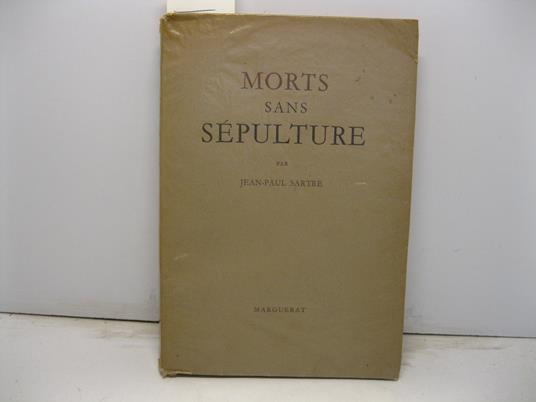 MORTS
SANS
SÉPULTURE
PAR
JEAN-PAUL SARTRE
MARGUERAT